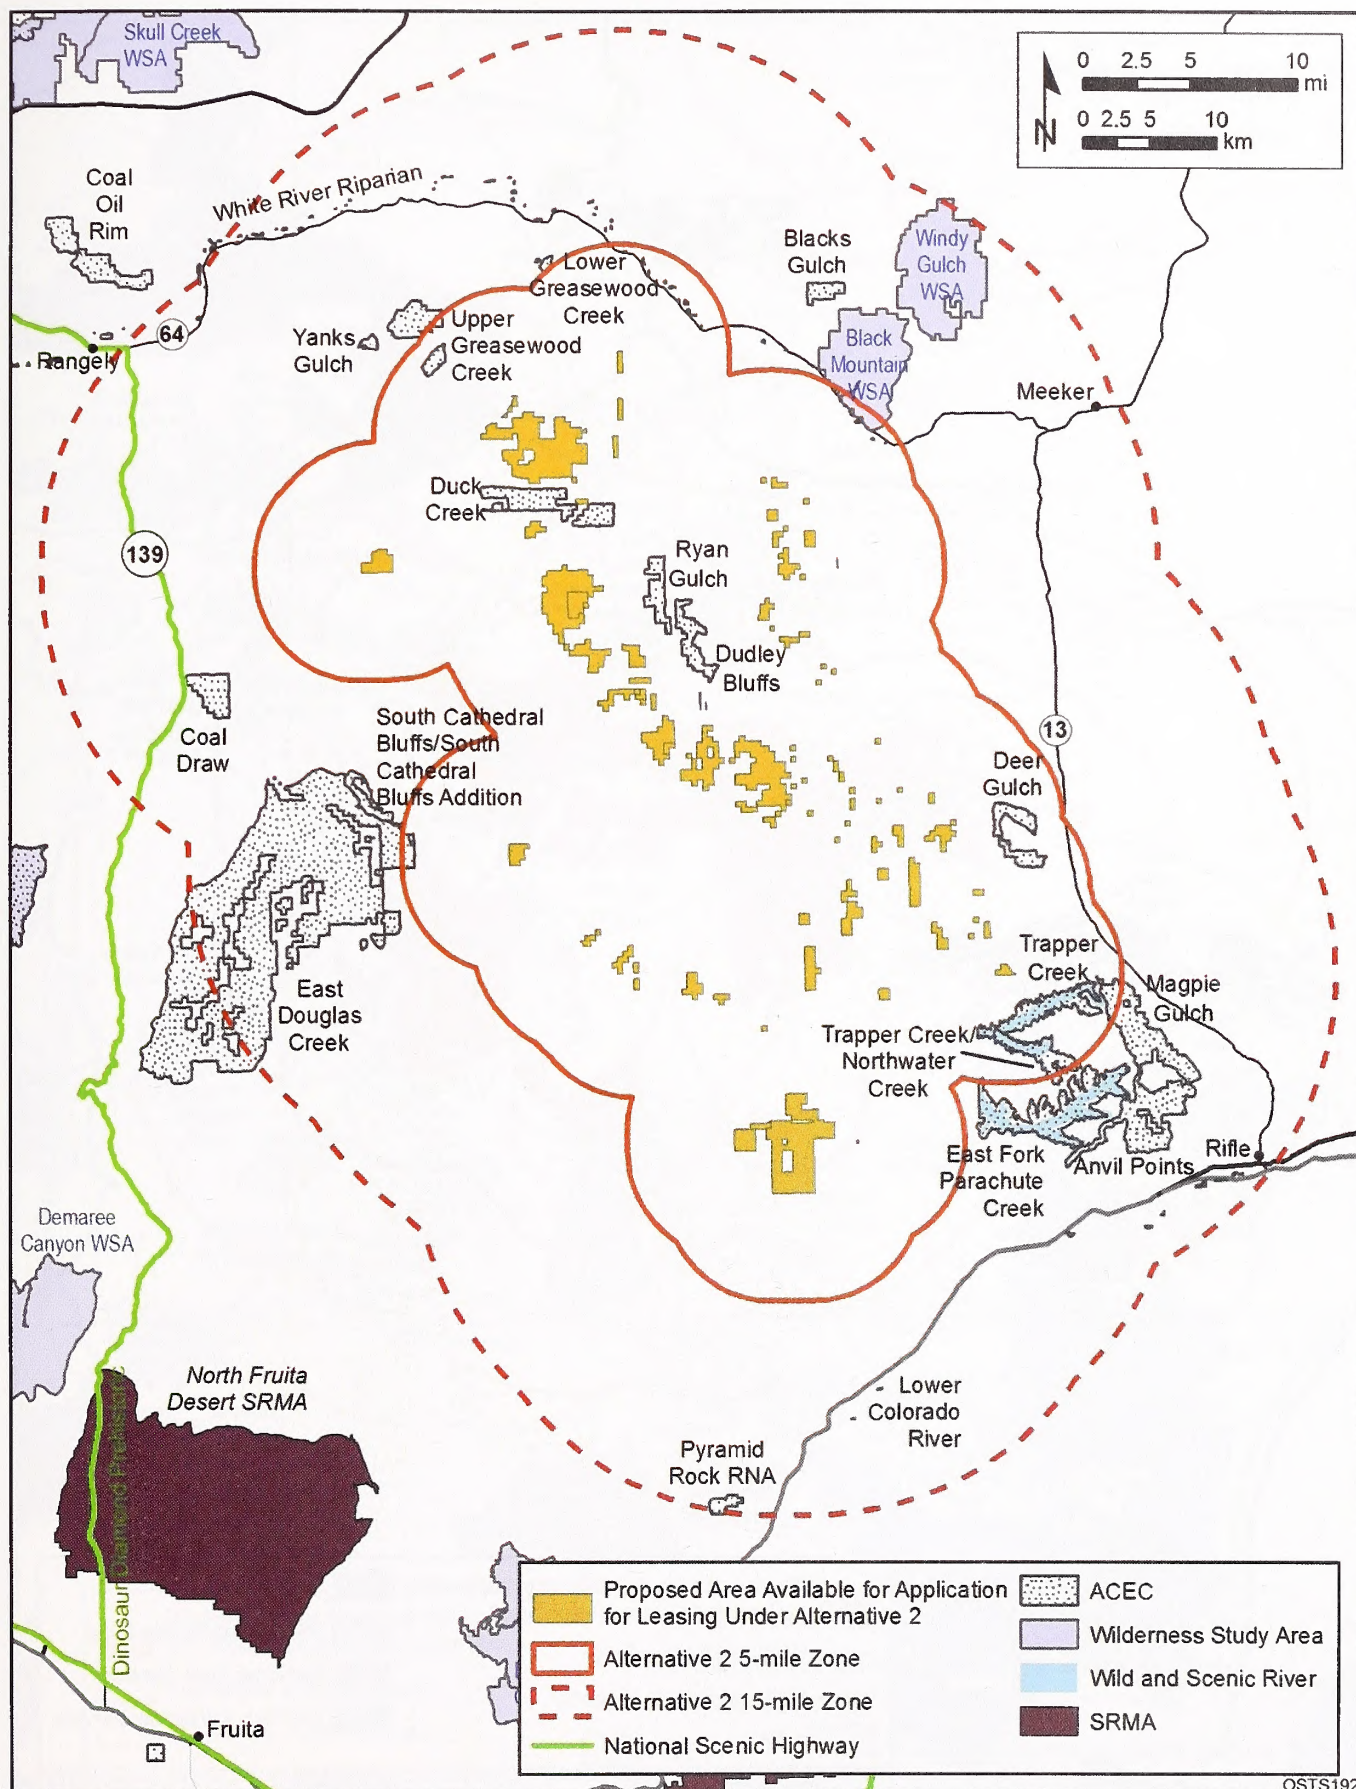 Skull Creek
WSA
0 2.5 5 10
mi
0 2.5 5 10
km
N
Coal
Oil
Rim
White River Riparian
Blacks
Gulch
Windy
Gulch
WSA
Lower
Greasewood
Creek
64
Yanks
Gulch
Upper
Greasewood
Creek
Black
Mountain
WSA
Rangely
Meeker
Duck
Creek
139
Ryan
Gulch
Dudley
Bluffs
South Cathedral
Bluffs/South
Cathedral
Bluffs Addition
Coal
Draw
13
Deer
Gulch
Trapper
Creek
Magpie
Gulch
East
Douglas
Creek
Trapper Creek/
Northwater
Creek
East Fork
Parachute
Creek
Anvil Points
Rifle
Demaree
Canyon WSA
North Fruita
Desert SRMA
Lower
Colorado
River
Pyramid
Rock RNA
Dinosaur Diamond Prehistoric
Fruita
Proposed Area Available for Application
for Leasing Under Alternative 2
Alternative 2 5-mile Zone
Alternative 2 15-mile Zone
National Scenic Highway
ACEC
Wilderness Study Area
Wild and Scenic River
SRMA
OSTS192